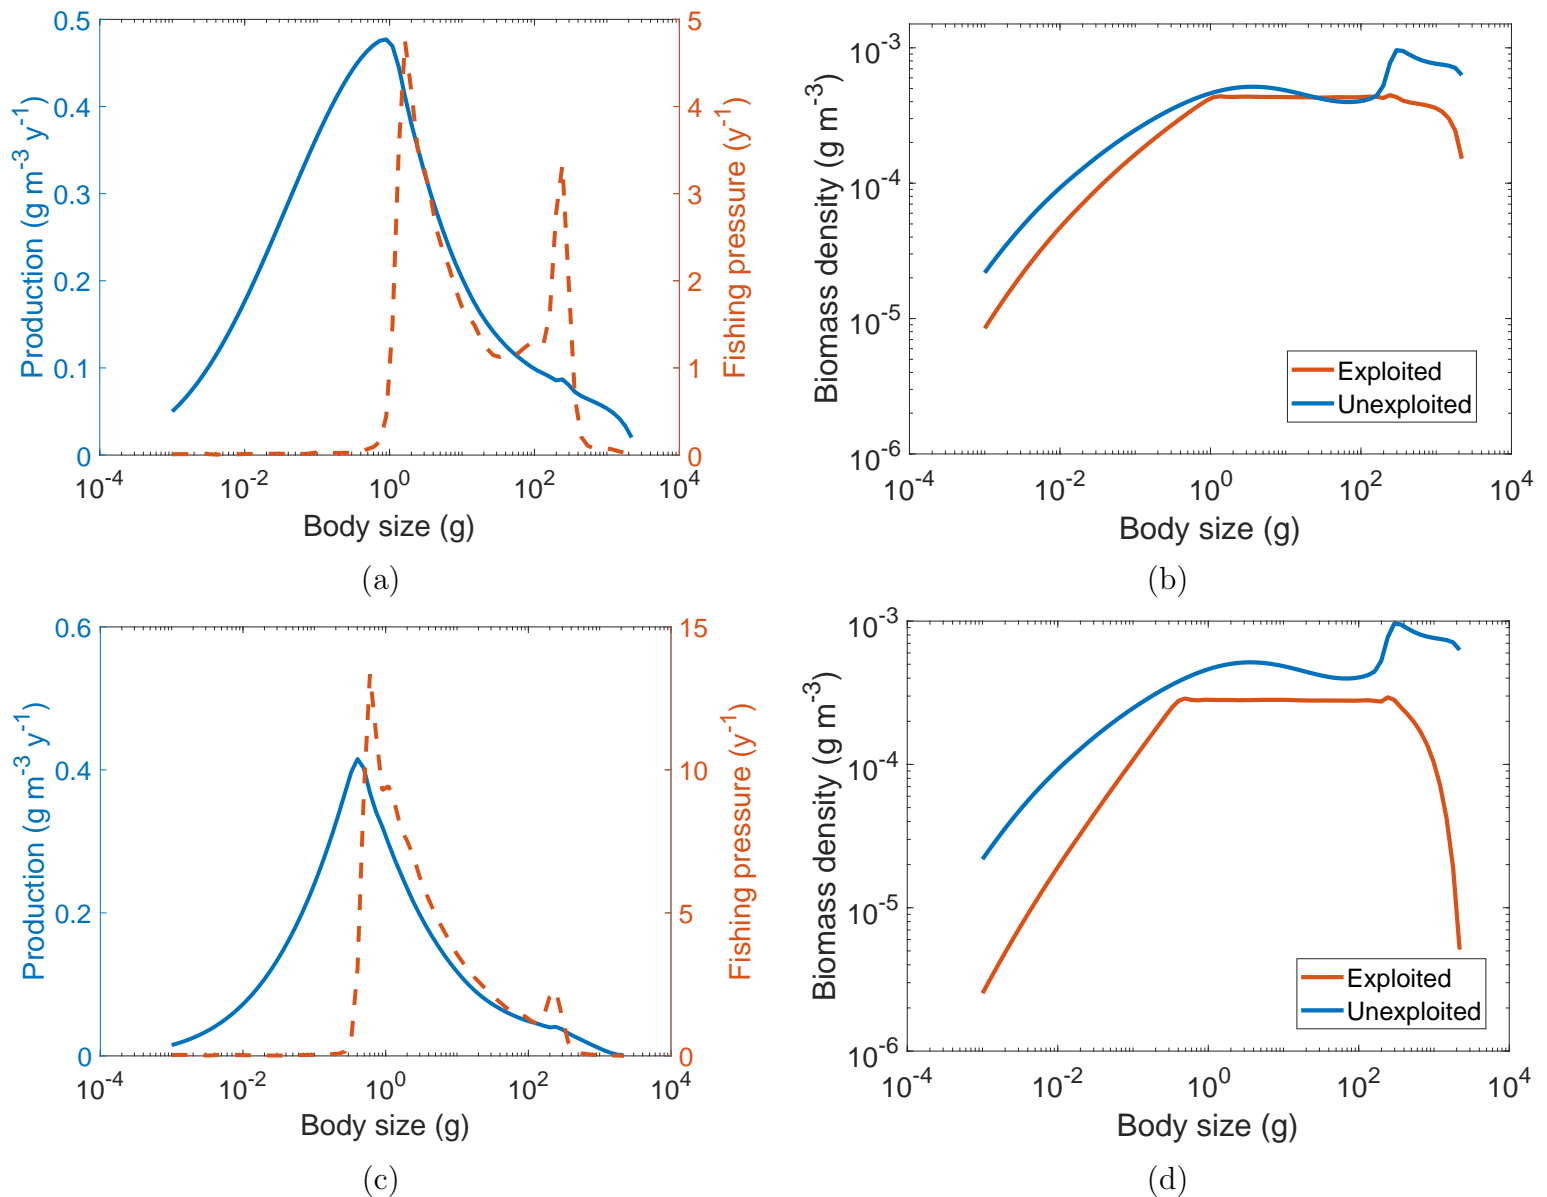 0.5
0.4
0.3
0.2
0.1
0
Production (g m⁻³ y⁻¹)
5
4
3
2
1
0
Fishing pressure (y⁻¹)
10⁻⁴ 10⁻² 10⁰ 10² 10⁴
Body size (g)
(a)
10⁻³
10⁻⁴
10⁻⁵
10⁻⁶
Biomass density (g m⁻³)
Exploited
Unexploited
10⁻⁴ 10⁻² 10⁰ 10² 10⁴
Body size (g)
(b)
0.6
0.4
0.2
0
Production (g m⁻³ y⁻¹)
15
10
5
0
Fishing pressure (y⁻¹)
10⁻⁴ 10⁻² 10⁰ 10² 10⁴
Body size (g)
(c)
10⁻³
10⁻⁴
10⁻⁵
10⁻⁶
Biomass density (g m⁻³)
Exploited
Unexploited
10⁻⁴ 10⁻² 10⁰ 10² 10⁴
Body size (g)
(d)